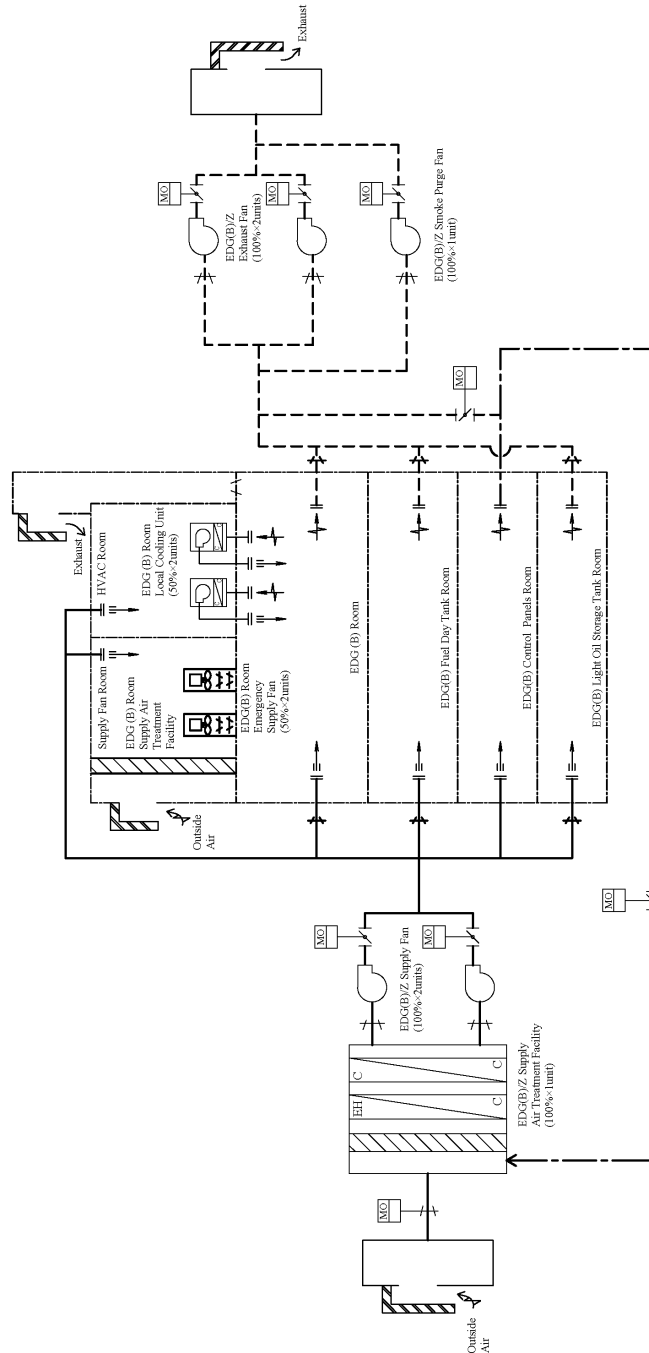 Outside
Air
MO
EDG(B)/Z Supply
Air Treatment Facility
(100%×1unit)
EH
C
C
C
MO
MO
EDG(B)/Z Supply Fan
(100%×2units)
MO
Outside
Air
Supply Fan Room
EDG (B) Room
Supply Air
Treatment
Facility
EDG(B) Room
Emergency
Supply Fan
(50%×2units)
HVAC Room
EDG (B) Room
Local Cooling Unit
(50%×2units)
Exhaust
EDG (B) Room
EDG(B) Fuel Day Tank Room
EDG(B) Control Panels Room
EDG(B) Light Oil Storage Tank Room
MO
MO
MO
MO
EDG(B)/Z
Exhaust Fan
(100%×2units)
EDG(B)/Z Smoke Purge Fan
(100%×1unit)
Exhaust